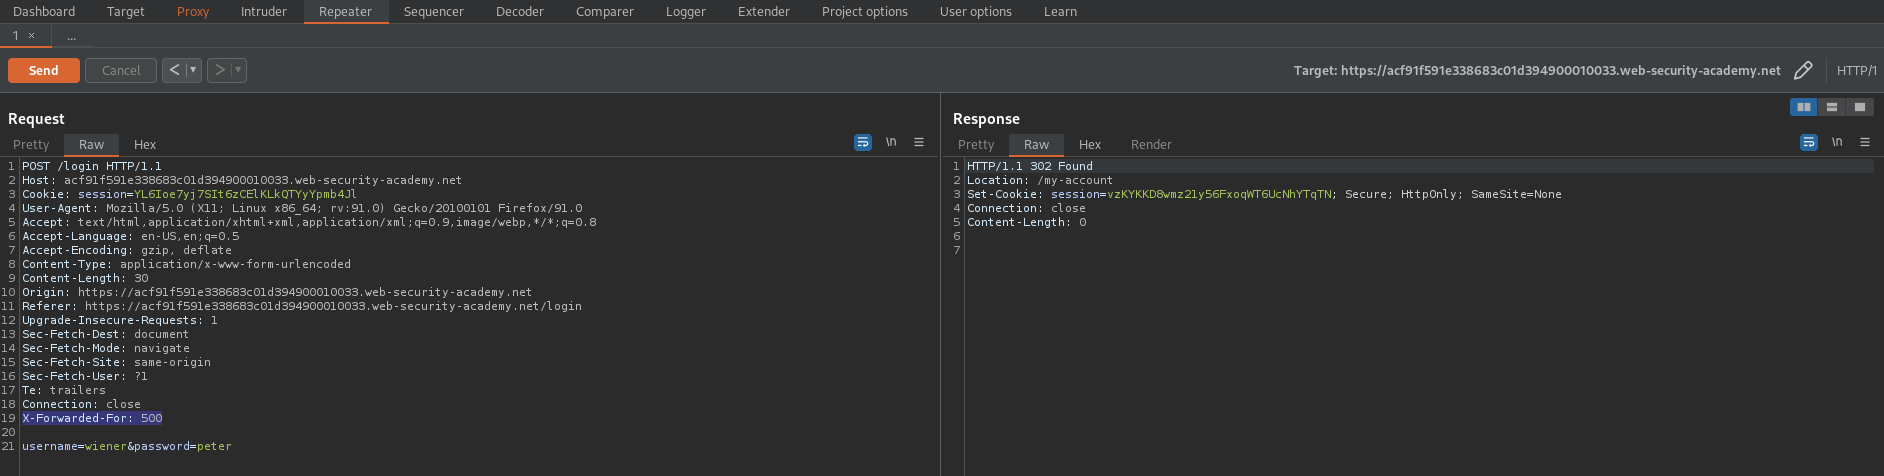 Dashboard Target Proxy Intruder Repeater Sequencer Decoder Comparer Logger Extender Project options User options Learn
1 × ...
Send Cancel < > Target: https://acf91f591e338683c01d394900010033.web-security-academy.net HTTP/1
Request
Pretty Raw Hex \n
1 POST /login HTTP/1.1
2 Host: acf91f591e338683c01d394900010033.web-security-academy.net
3 Cookie: session=YL6Ioe7yj7SIt6zCElKLkQTYyYpmb4Jl
4 User-Agent: Mozilla/5.0 (X11; Linux x86_64; rv:91.0) Gecko/20100101 Firefox/91.0
5 Accept: text/html,application/xhtml+xml,application/xml;q=0.9,image/webp,*/*;q=0.8
6 Accept-Language: en-US,en;q=0.5
7 Accept-Encoding: gzip, deflate
8 Content-Type: application/x-www-form-urlencoded
9 Content-Length: 30
10 Origin: https://acf91f591e338683c01d394900010033.web-security-academy.net
11 Referer: https://acf91f591e338683c01d394900010033.web-security-academy.net/login
12 Upgrade-Insecure-Requests: 1
13 Sec-Fetch-Dest: document
14 Sec-Fetch-Mode: navigate
15 Sec-Fetch-Site: same-origin
16 Sec-Fetch-User: ?1
17 Te: trailers
18 Connection: close
19 X-Forwarded-For: 500
20
21 username=wiener&password=peter
Response
Pretty Raw Hex Render \n
1 HTTP/1.1 302 Found
2 Location: /my-account
3 Set-Cookie: session=vzKYKKD8wmz2ly56FxoqWT6UcNhYTqTN; Secure; HttpOnly; SameSite=None
4 Connection: close
5 Content-Length: 0
6
7